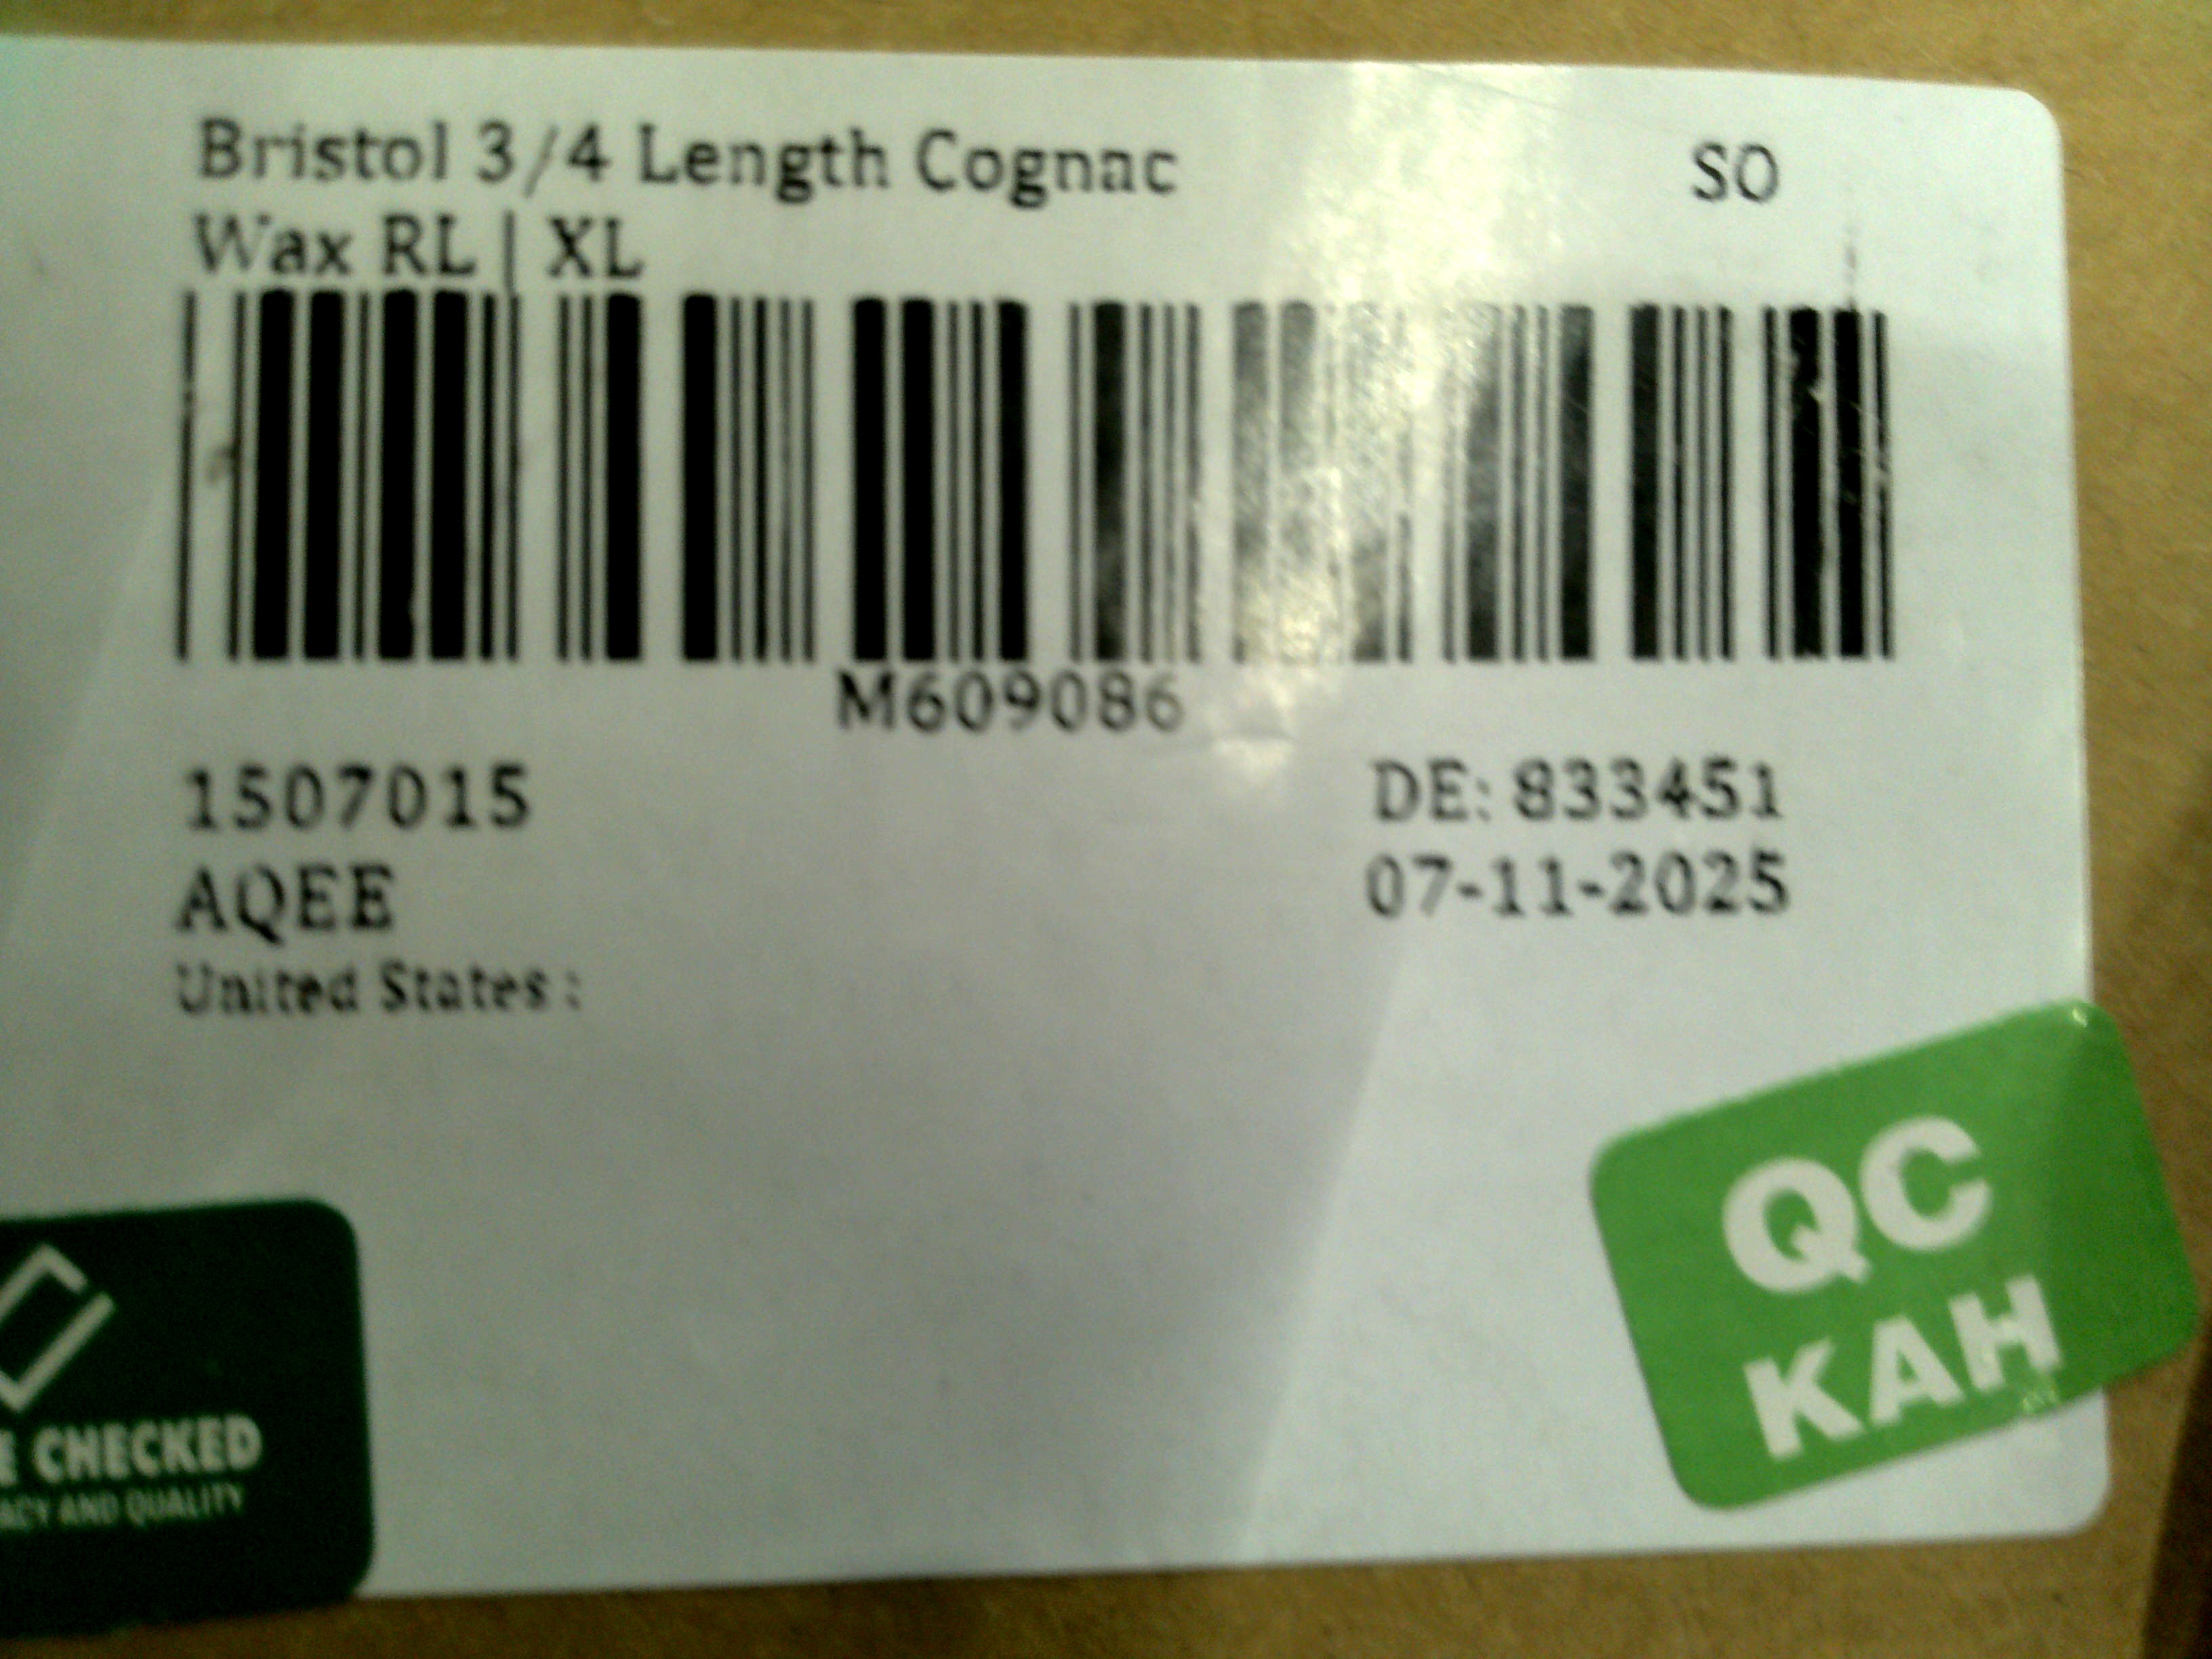 Bristol 3/4 Length Cognac SO
Wax RL | XL
M609086
1507015 DE: 833451
AQEE 07-11-2025
United States :
QC
KAH
E CHECKED
ACY AND QUALITY